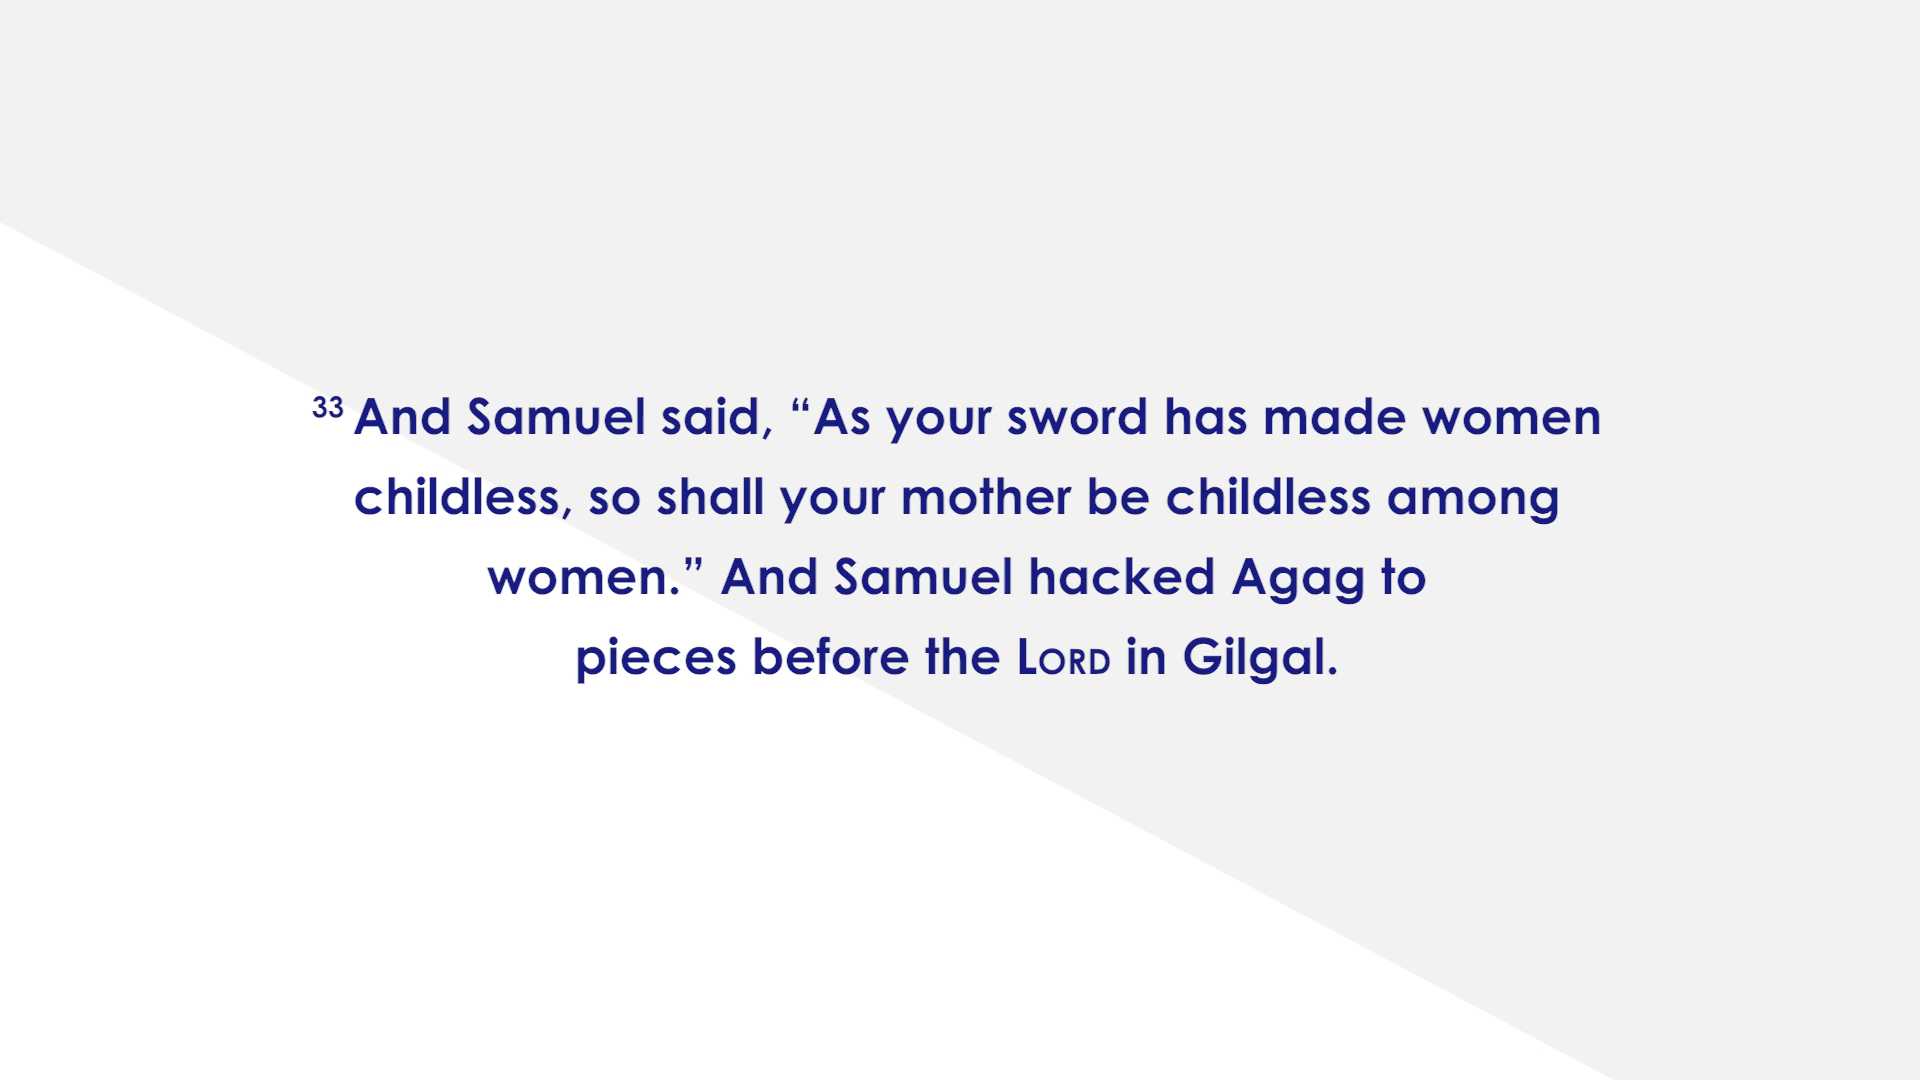 33 And Samuel said, “As your sword has made women
childless, so shall your mother be childless among
women.” And Samuel hacked Agag to
pieces before the LORD in Gilgal.